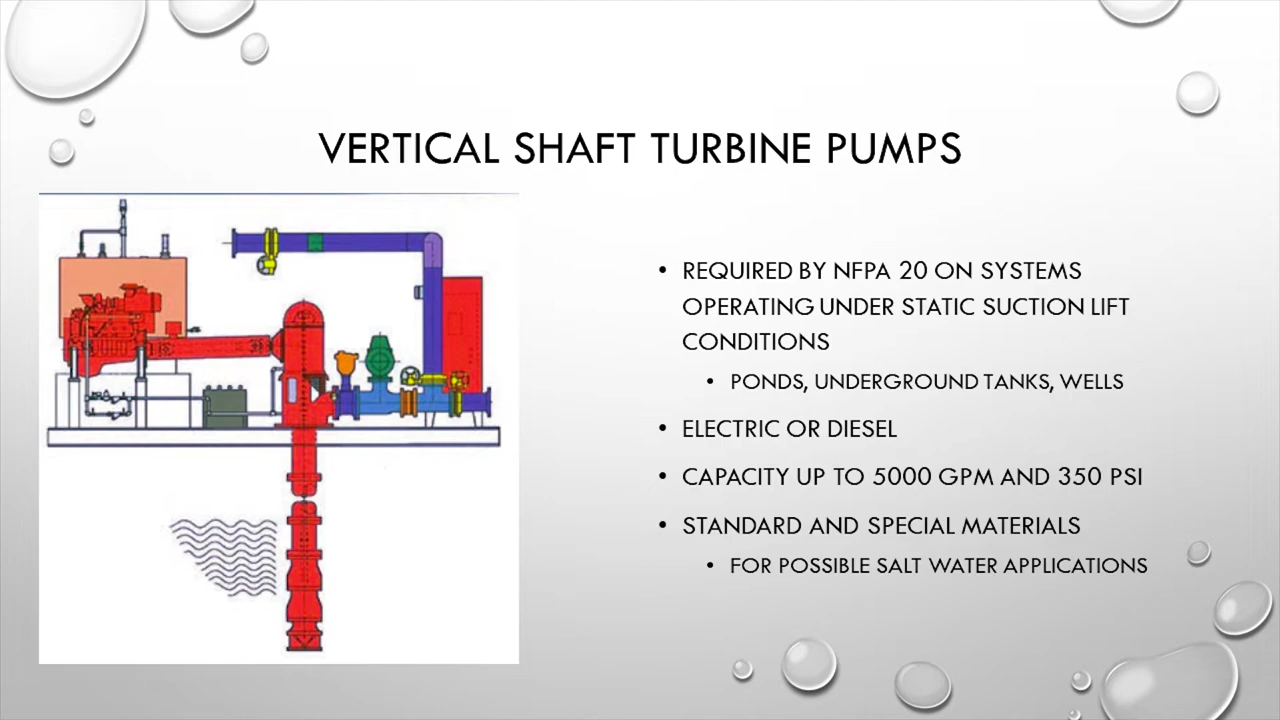 VERTICAL SHAFT TURBINE PUMPS
• REQUIRED BY NFPA 20 ON SYSTEMS
OPERATING UNDER STATIC SUCTION LIFT
CONDITIONS
• PONDS, UNDERGROUND TANKS, WELLS
• ELECTRIC OR DIESEL
• CAPACITY UP TO 5000 GPM AND 350 PSI
• STANDARD AND SPECIAL MATERIALS
• FOR POSSIBLE SALT WATER APPLICATIONS